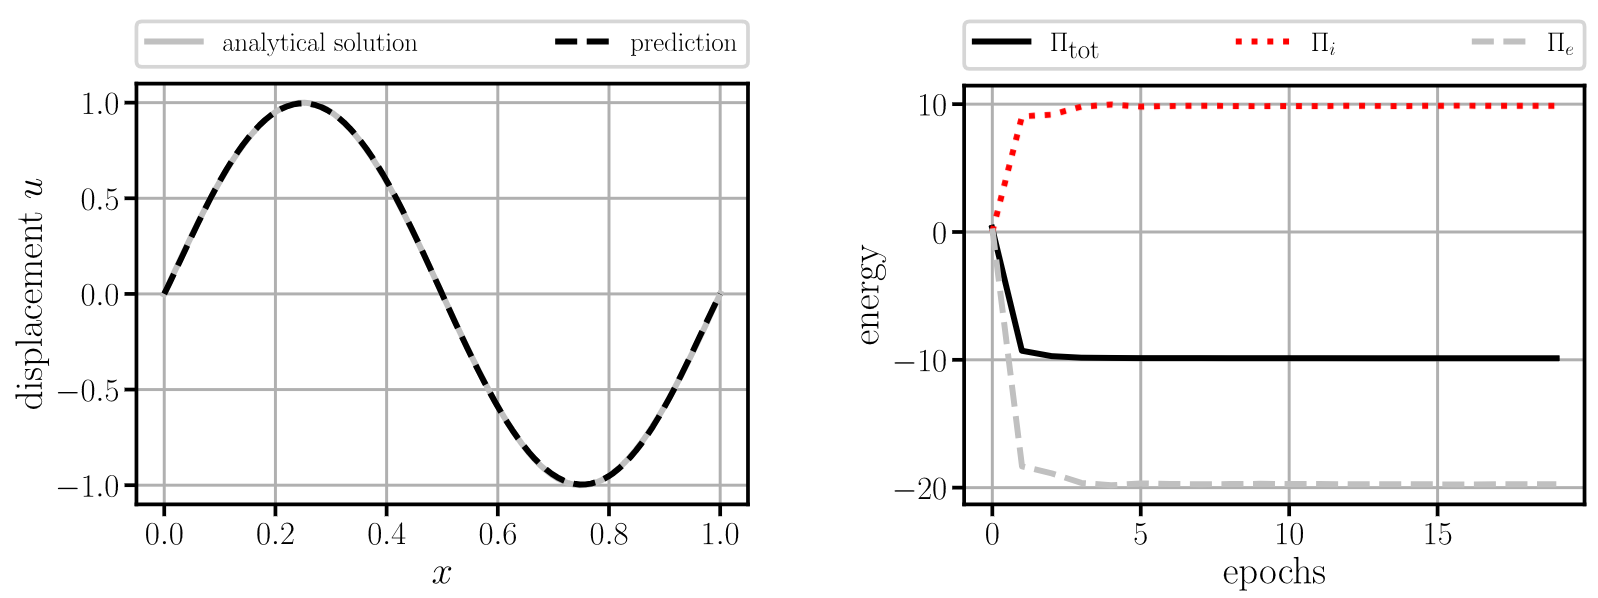 analytical solution prediction
1.0
0.5
0.0
−0.5
−1.0
displacement u
0.0 0.2 0.4 0.6 0.8 1.0
x
Π_tot Π_i Π_e
10
0
−10
−20
energy
0 5 10 15
epochs